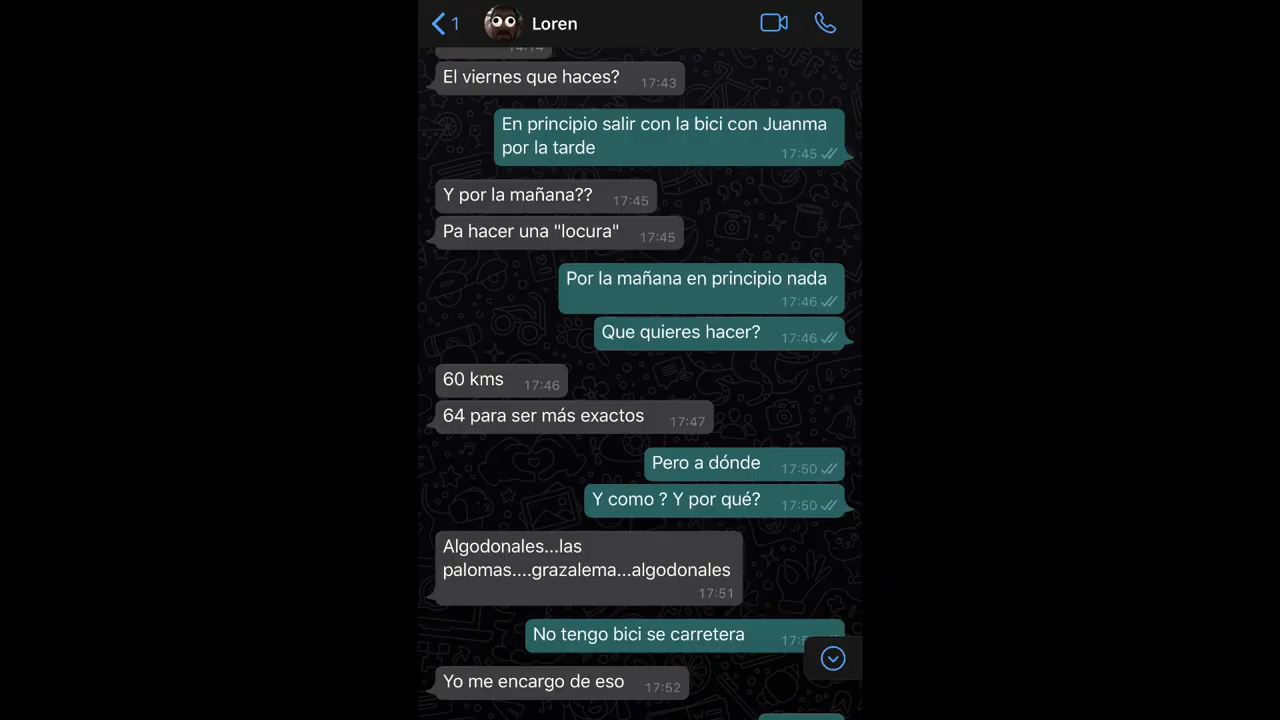 1 Loren
14:14
El viernes que haces? 17:43
En principio salir con la bici con Juanma
por la tarde 17:45
Y por la mañana?? 17:45
Pa hacer una "locura" 17:45
Por la mañana en principio nada
17:46
Que quieres hacer? 17:46
60 kms 17:46
64 para ser más exactos 17:47
Pero a dónde 17:50
Y como ? Y por qué? 17:50
Algodonales...las
palomas....grazalema...algodonales
17:51
No tengo bici se carretera
Yo me encargo de eso 17:52